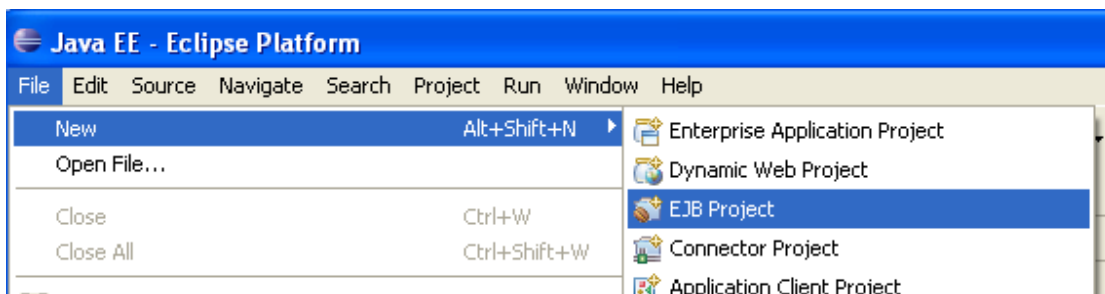 Java EE - Eclipse Platform
File Edit Source Navigate Search Project Run Window Help
New Alt+Shift+N
Open File...
Close Ctrl+W
Close All Ctrl+Shift+W
Enterprise Application Project
Dynamic Web Project
EJB Project
Connector Project
Application Client Project